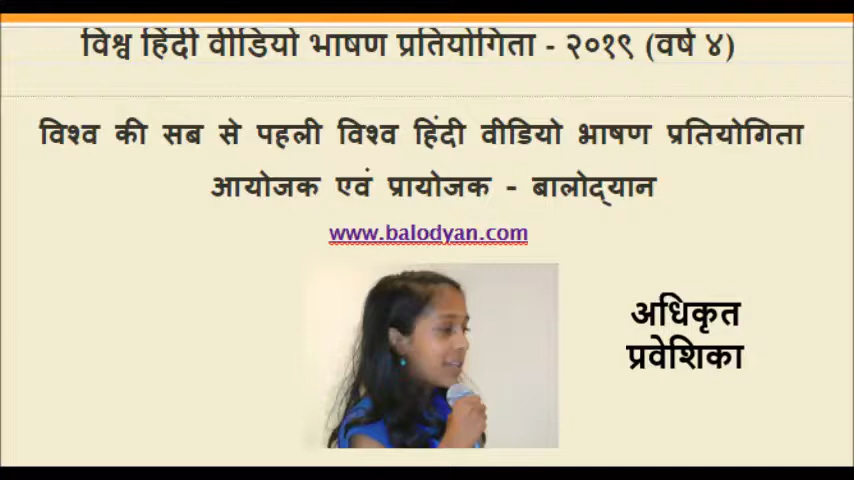 विश्व हिंदी वीडियो भाषण प्रतियोगिता - २०१९ (वर्ष ४)
विश्व की सब से पहली विश्व हिंदी वीडियो भाषण प्रतियोगिता
आयोजक एवं प्रायोजक - बालोद्यान
www.balodyan.com
अधिकृत
प्रवेशिका